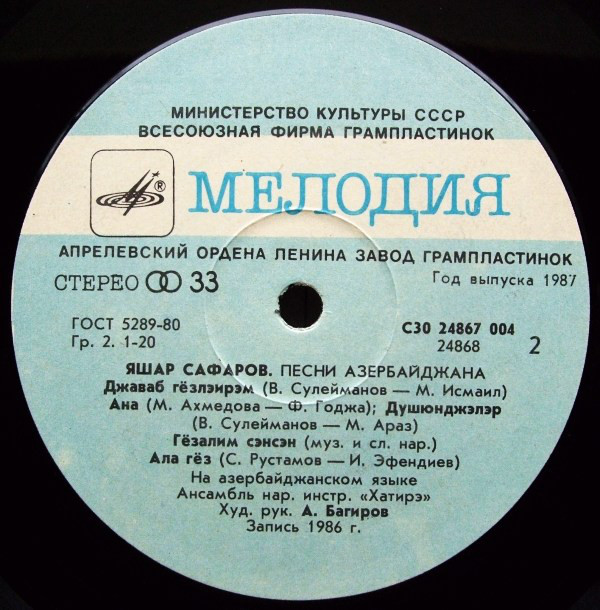 МИНИСТЕРСТВО КУЛЬТУРЫ СССР
ВСЕСОЮЗНАЯ ФИРМА ГРАМПЛАСТИНОК
® МЕЛОДИЯ
АПРЕЛЕВСКИЙ ОРДЕНА ЛЕНИНА ЗАВОД ГРАМПЛАСТИНОК
СТЕРЕО 33 Год выпуска 1987
ГОСТ 5289-80 С30 24867 004
Гр. 2. 1-20 24868 2
ЯШАР САФАРОВ. ПЕСНИ АЗЕРБАЙДЖАНА
Джаваб гёзлэирэм (В. Сулейманов — М. Исмаил)
Ана (М. Ахмедова — Ф. Годжа); Душюнджэлэр
(В. Сулейманов — М. Араз)
Гёзалим сэнсэн (муз. и сл. нар.)
Ала гёз (С. Рустамов — И. Эфендиев)
На азербайджанском языке
Ансамбль нар. инстр. «Хатирэ»
Худ. рук. А. Багиров
Запись 1986 г.